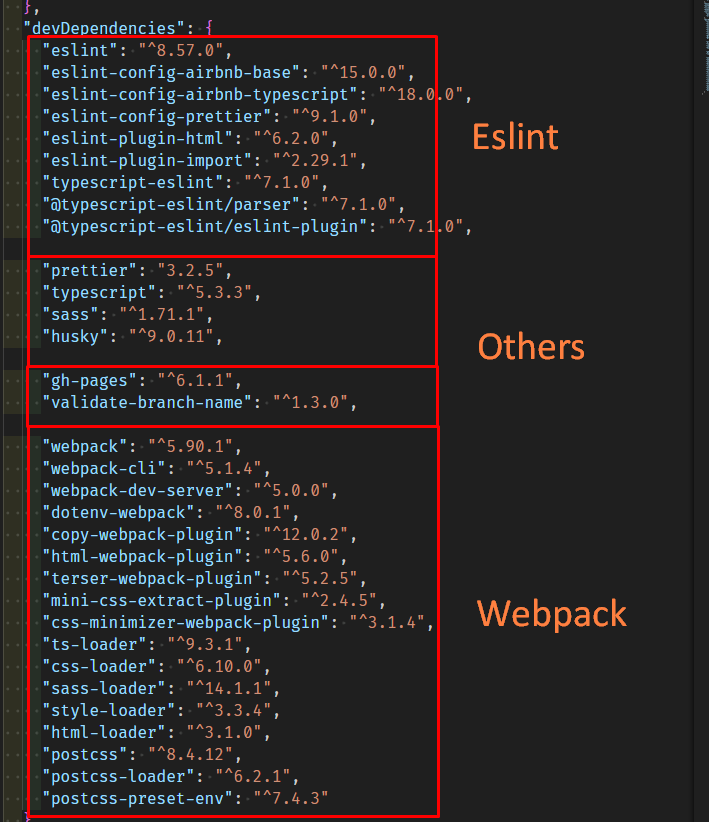 },
"devDependencies": {
"eslint": "^8.57.0",
"eslint-config-airbnb-base": "^15.0.0",
"eslint-config-airbnb-typescript": "^18.0.0",
"eslint-config-prettier": "^9.1.0",
"eslint-plugin-html": "^6.2.0",
"eslint-plugin-import": "^2.29.1",
"typescript-eslint": "^7.1.0",
"@typescript-eslint/parser": "^7.1.0",
"@typescript-eslint/eslint-plugin": "^7.1.0",
Eslint
"prettier": "3.2.5",
"typescript": "^5.3.3",
"sass": "^1.71.1",
"husky": "^9.0.11",
Others
"gh-pages": "^6.1.1",
"validate-branch-name": "^1.3.0",
"webpack": "^5.90.1",
"webpack-cli": "^5.1.4",
"webpack-dev-server": "^5.0.0",
"dotenv-webpack": "^8.0.1",
"copy-webpack-plugin": "^12.0.2",
"html-webpack-plugin": "^5.6.0",
"terser-webpack-plugin": "^5.2.5",
"mini-css-extract-plugin": "^2.4.5",
"css-minimizer-webpack-plugin": "^3.1.4",
"ts-loader": "^9.3.1",
"css-loader": "^6.10.0",
"sass-loader": "^14.1.1",
"style-loader": "^3.3.4",
"html-loader": "^3.1.0",
"postcss": "^8.4.12",
"postcss-loader": "^6.2.1",
"postcss-preset-env": "^7.4.3"
Webpack
}